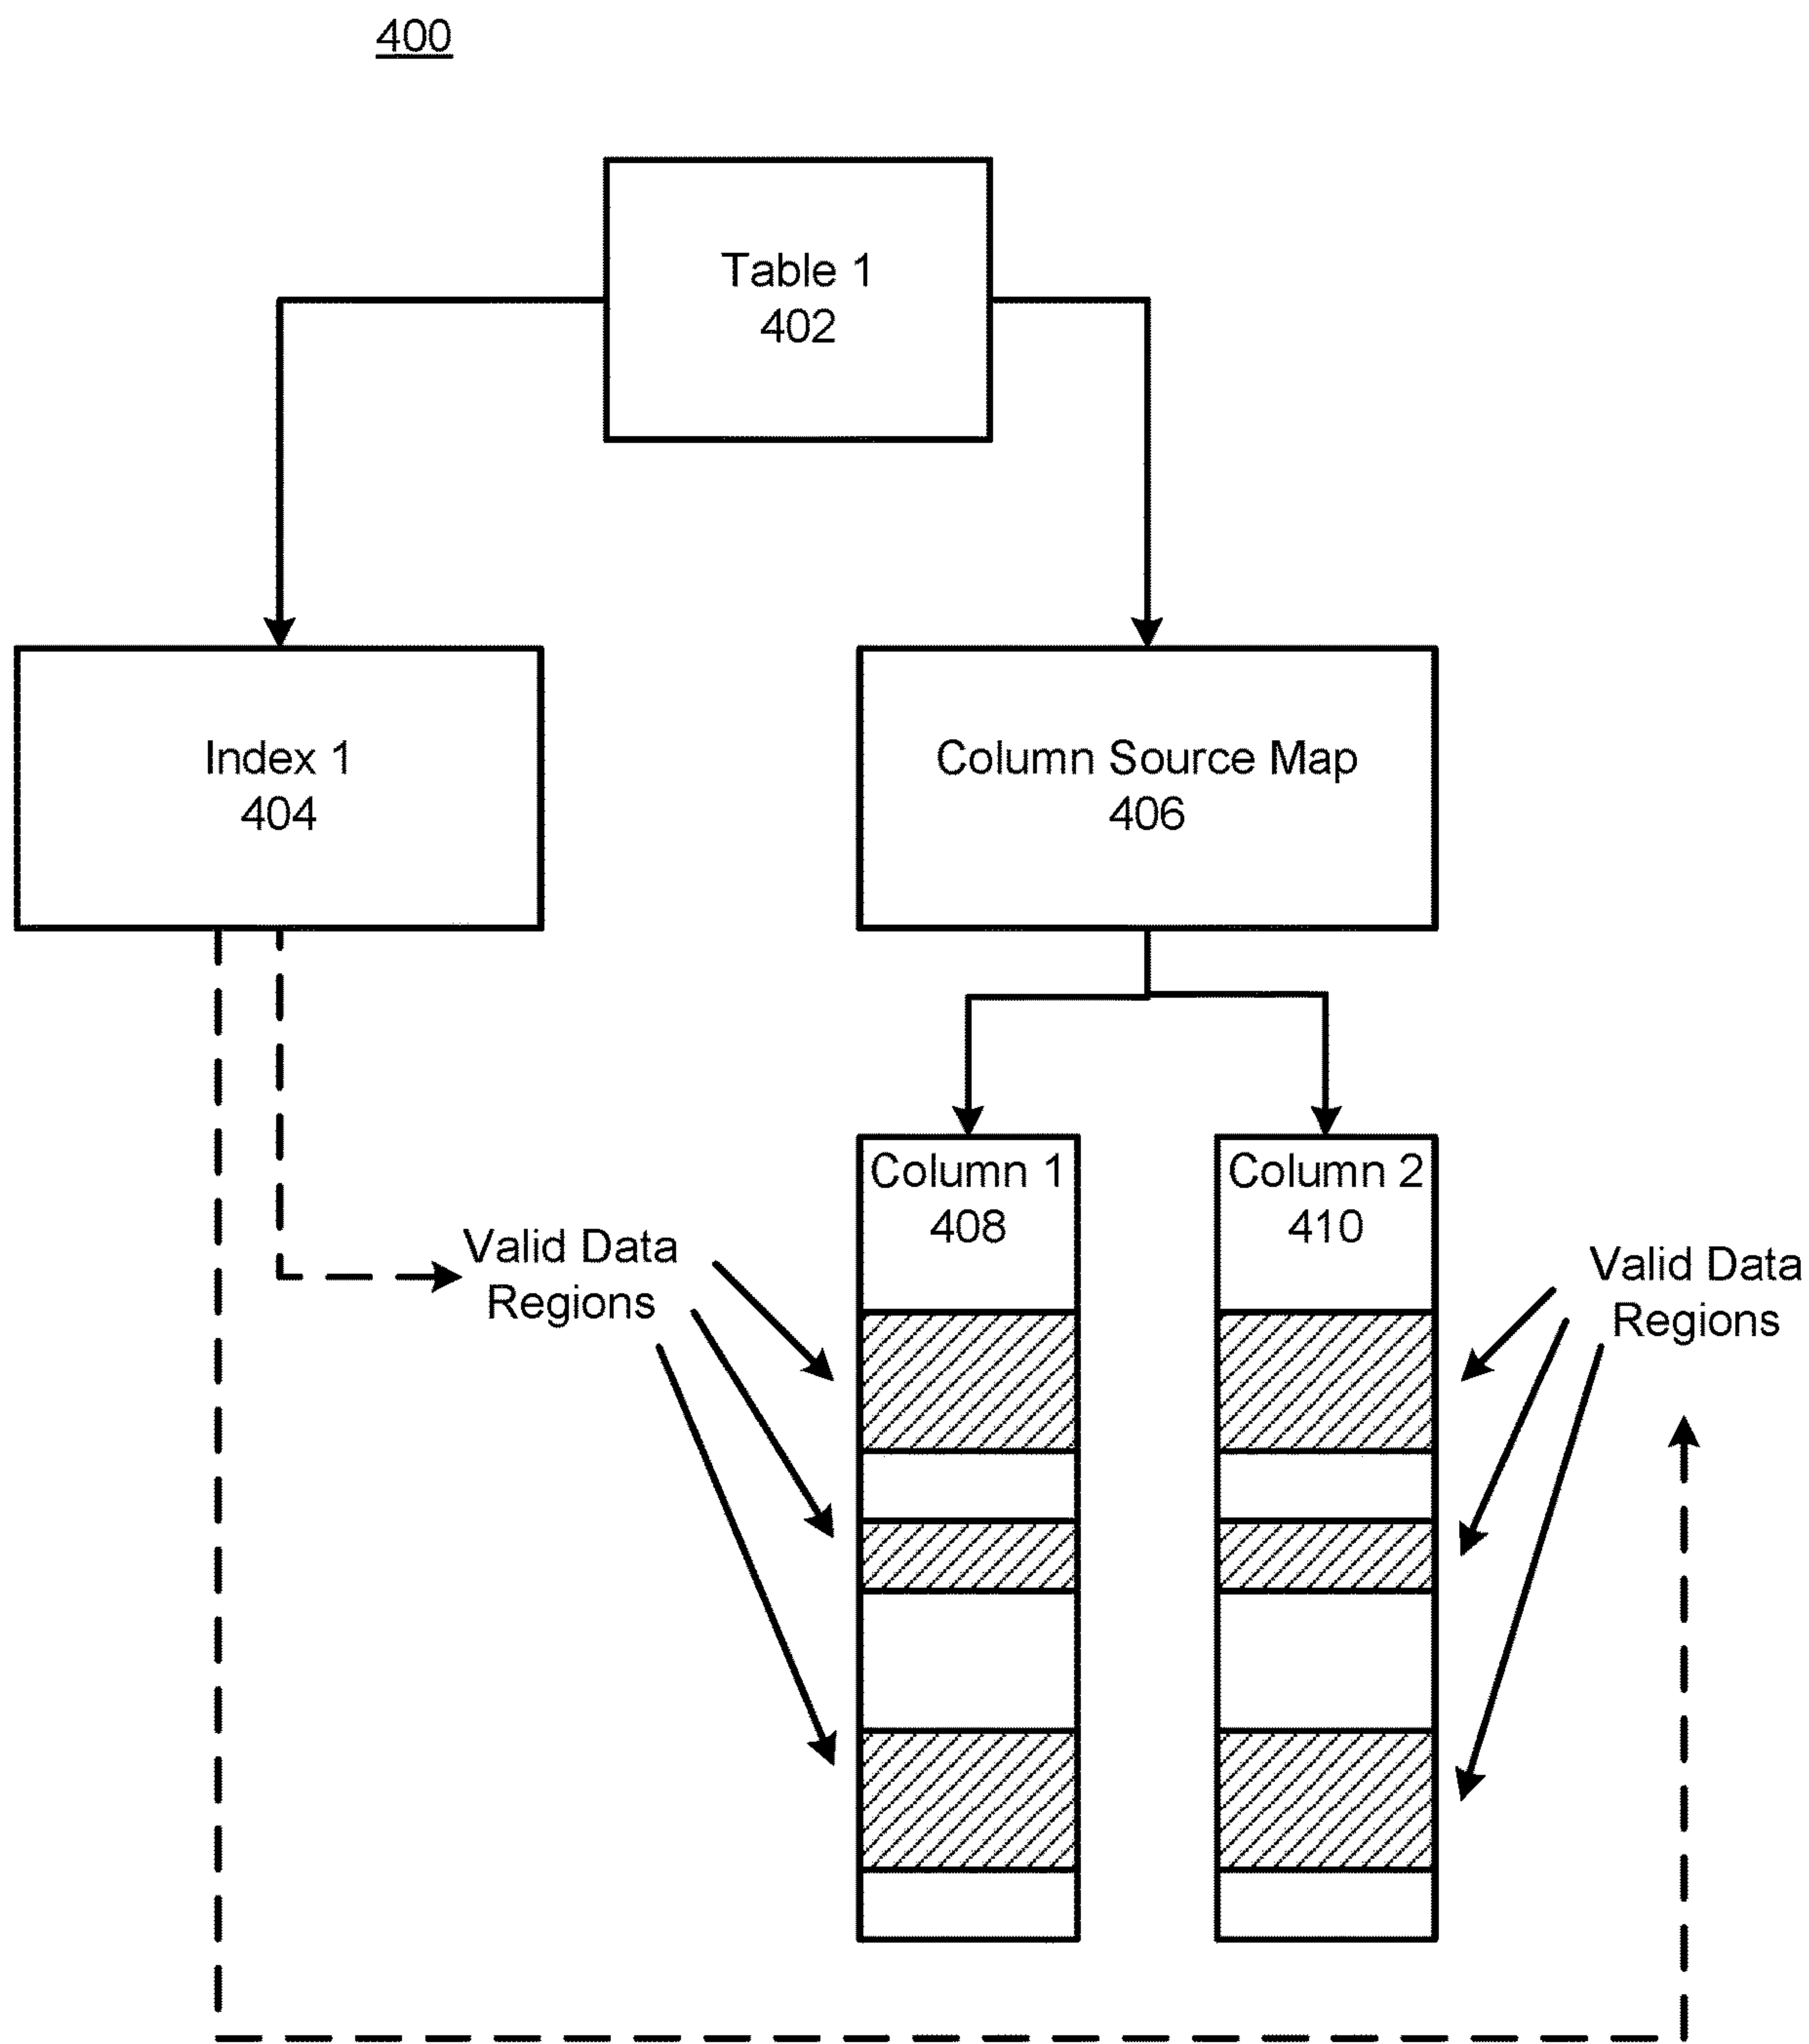 400
Table 1
402
Index 1
404
Column Source Map
406
Column 1
408
Column 2
410
Valid Data
Regions
Valid Data
Regions